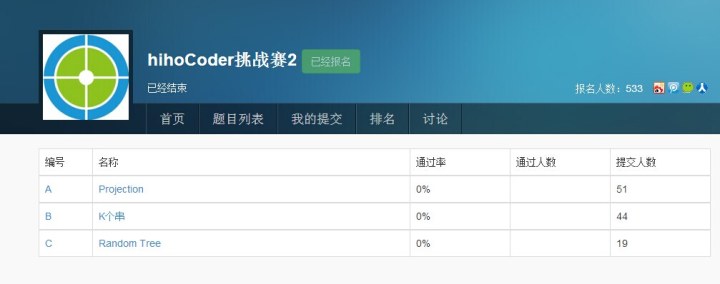 hihoCoder挑战赛2 已经报名
已经结束
报名人数：533
首页 题目列表 我的提交 排名 讨论
编号 名称 通过率 通过人数 提交人数
A Projection 0% 51
B K个串 0% 44
C Random Tree 0% 19